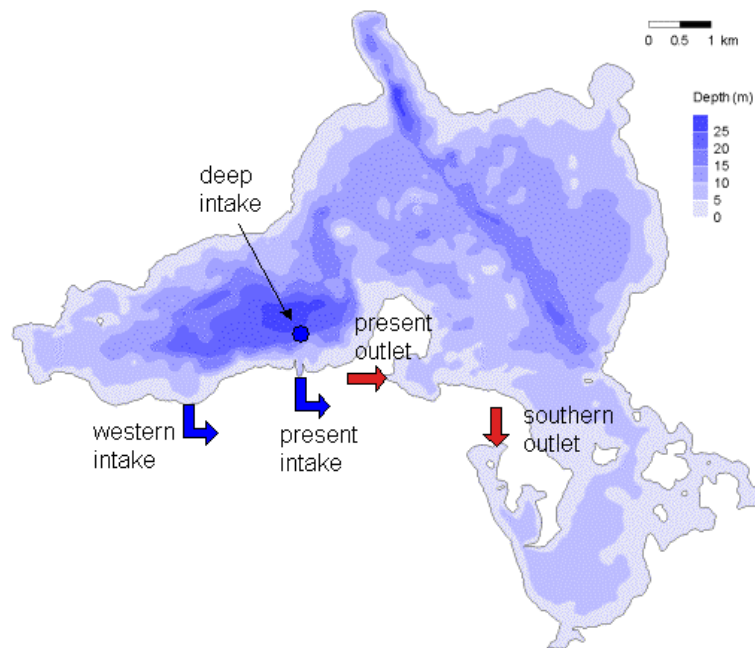 0 0.5 1 km
Depth (m)
25
20
15
10
5
0
deep
intake
present
outlet
western
intake
present
intake
southern
outlet